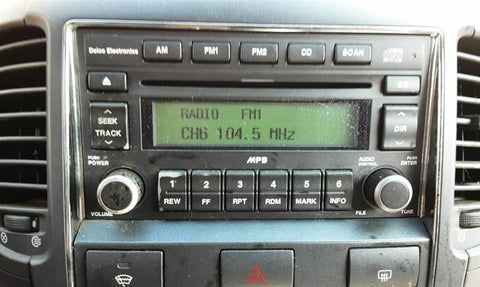 Delco Electronics AM FM1 FM2 CD SCAN
EQ
SEEK
TRACK
RADIO FM1
CH6 104.5 MHz
DIR
MP3
PUSH
POWER
VOLUME
AUDIO
CONTROL
PUSH
ENTER
FILE TUNE
1 2 3 4 5 6
REW FF RPT RDM MARK INFO